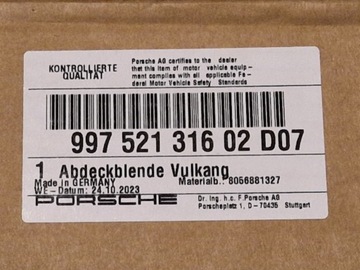 KONTROLLIERTE
QUALITÄT
Porsche AG certifies to the dealer
that this item of motor vehicle equip-
ment complies with all applicable Fe-
deral Motor Vehicle Safety Standards
997 521 316 02 D07
1 Abdeckblende Vulkang
Made in GERMANY Materialb.: 8056881327
WE-Datum: 24.10.2023
PORSCHE
Dr. Ing. h.c. F.Porsche AG
Porscheplatz 1, D - 70435 Stuttgart